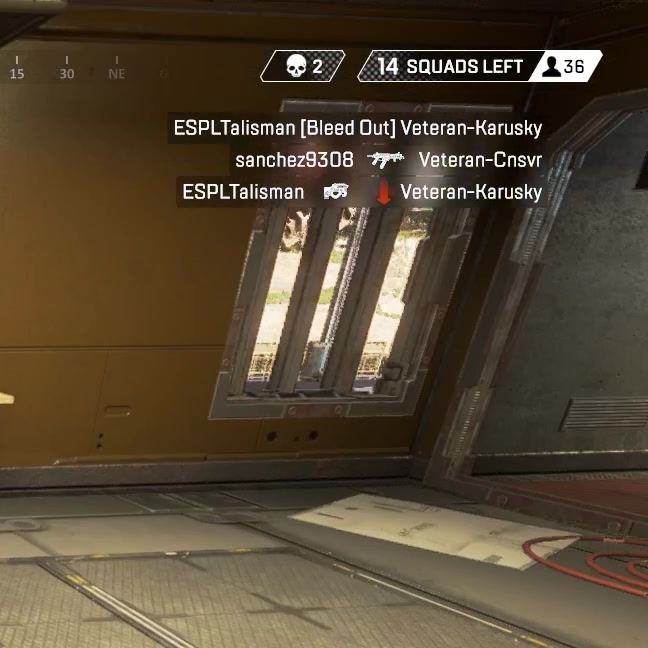 2 14 SQUADS LEFT 36
15 30 NE
ESPLTalisman [Bleed Out] Veteran-Karusky
sanchez9308 Veteran-Cnsvr
ESPLTalisman Veteran-Karusky